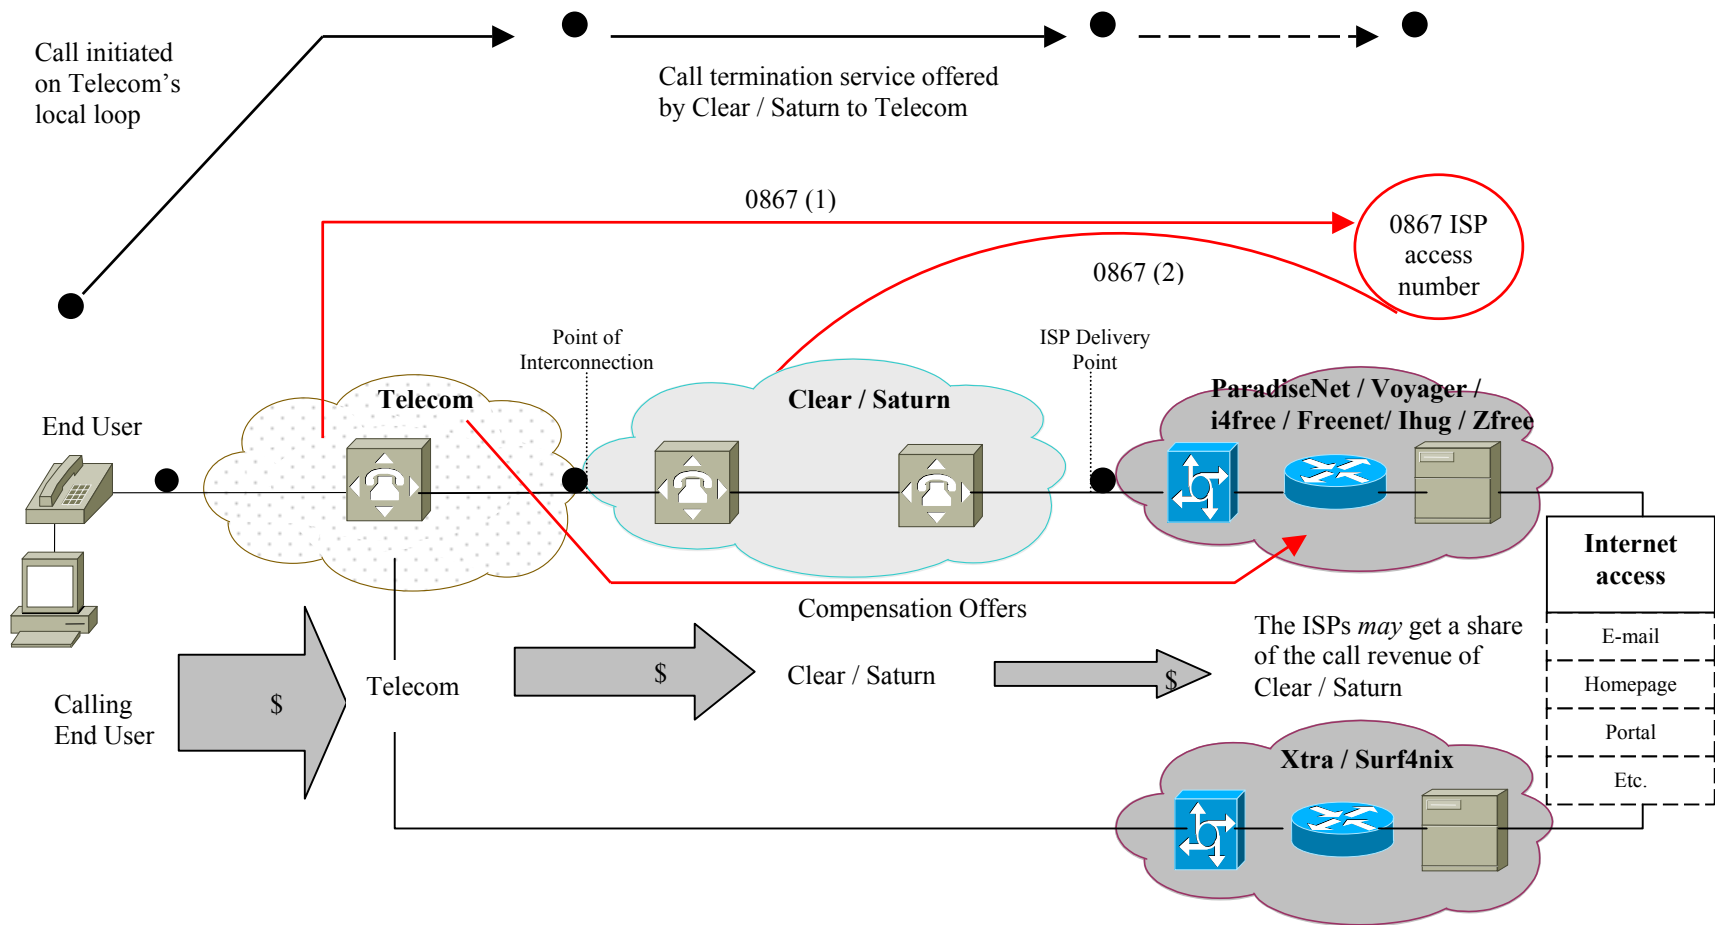 Call initiated
on Telecom’s
local loop
Call termination service offered
by Clear / Saturn to Telecom
0867 (1)
0867 ISP
access
number
0867 (2)
Point of
Interconnection
ISP Delivery
Point
End User
Telecom
Clear / Saturn
ParadiseNet / Voyager /
i4free / Freenet/ Ihug / Zfree
Internet
access
E-mail
Homepage
Portal
Etc.
Compensation Offers
Calling
End User
$
Telecom
$
Clear / Saturn
$
The ISPs may get a share
of the call revenue of
Clear / Saturn
Xtra / Surf4nix